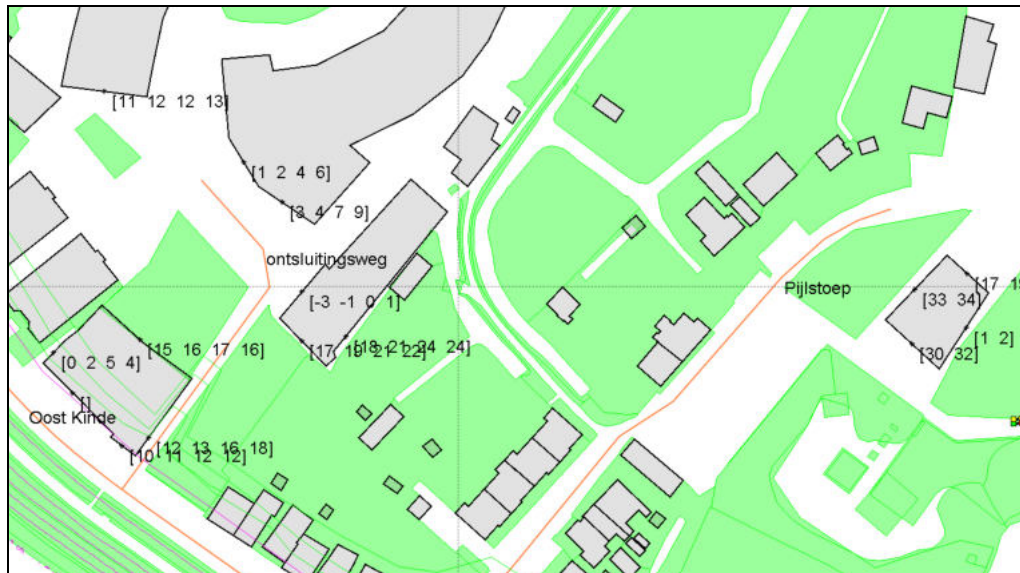 [11 12 12 13]
[1 2 4 6]
[3 4 7 9]
ontsluitingsweg
[-3 -1 0 1]
Pijlstoep
[33 34]
[17 19
[1 2]
[30 32]
[15 16 17 16]
[17 19 21 22]
[18 21 24 24]
[0 2 5 4]
[]
Oost Kinde
[12 13 16 18]
[10 11 12 12]